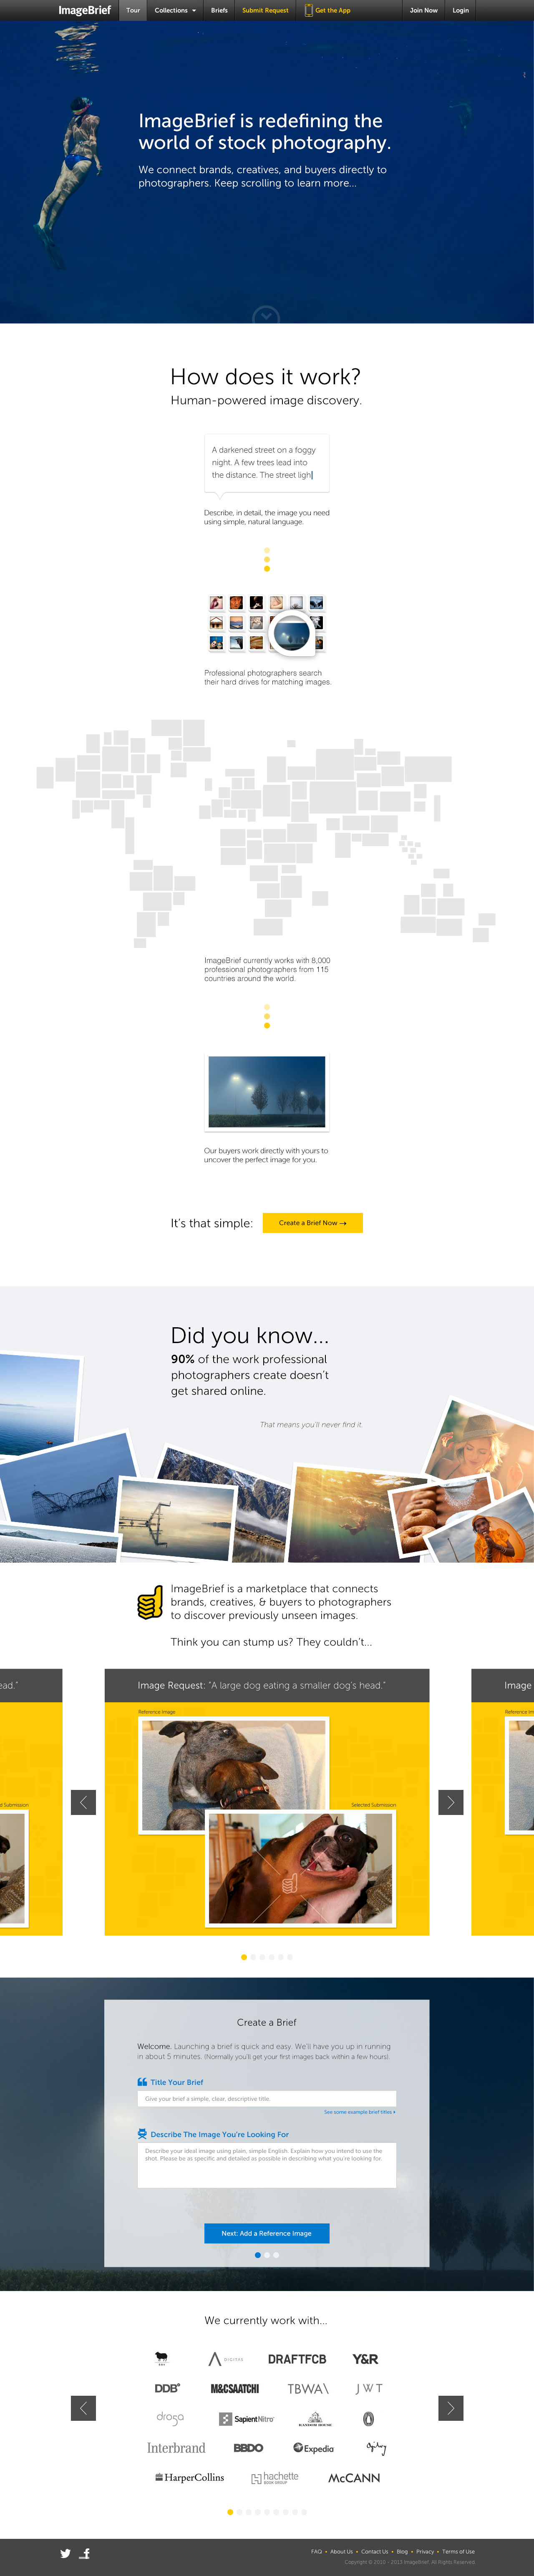 ImageBrief
Tour
Collections
Briefs
Submit Request
Get the App
Join Now
Login
ImageBrief is redefining the
world of stock photography.
We connect brands, creatives, and buyers directly to
photographers. Keep scrolling to learn more...
How does it work?
Human-powered image discovery.
A darkened street on a foggy
night. A few trees lead into
the distance. The street ligh
Describe, in detail, the image you need
using simple, natural language.
Professional photographers search
their hard drives for matching images.
ImageBrief currently works with 8,000
professional photographers from 115
countries around the world.
Our buyers work directly with yours to
uncover the perfect image for you.
It's that simple:
Create a Brief Now →
Did you know...
90% of the work professional
photographers create doesn't
get shared online.
That means you'll never find it.
ImageBrief is a marketplace that connects
brands, creatives, & buyers to photographers
to discover previously unseen images.
Think you can stump us? They couldn't...
ead."
Image Request: "A large dog eating a smaller dog's head."
Image
Reference Image
Reference Im
d Submission
Selected Submission
Create a Brief
Welcome. Launching a brief is quick and easy. We'll have you up in running
in about 5 minutes. (Normally you'll get your first images back within a few hours).
Title Your Brief
Give your brief a simple, clear, descriptive title.
See some example brief titles
Describe The Image You're Looking For
Describe your ideal image using plain, simple English. Explain how you intend to use the
shot. Please be as specific and detailed as possible in describing what you're looking for.
Next: Add a Reference Image
We currently work with...
DIGITAS
DRAFTFCB
Y&R
DDB
M&CSAATCHI
TBWA\
JWT
droga
SapientNitro
RANDOM HOUSE
Interbrand
BBDO
Expedia
Ogilvy
HarperCollins
hachette
BOOK GROUP
McCANN
FAQ • About Us • Contact Us • Blog • Privacy • Terms of Use
Copyright © 2010 - 2013 ImageBrief. All Rights Reserved